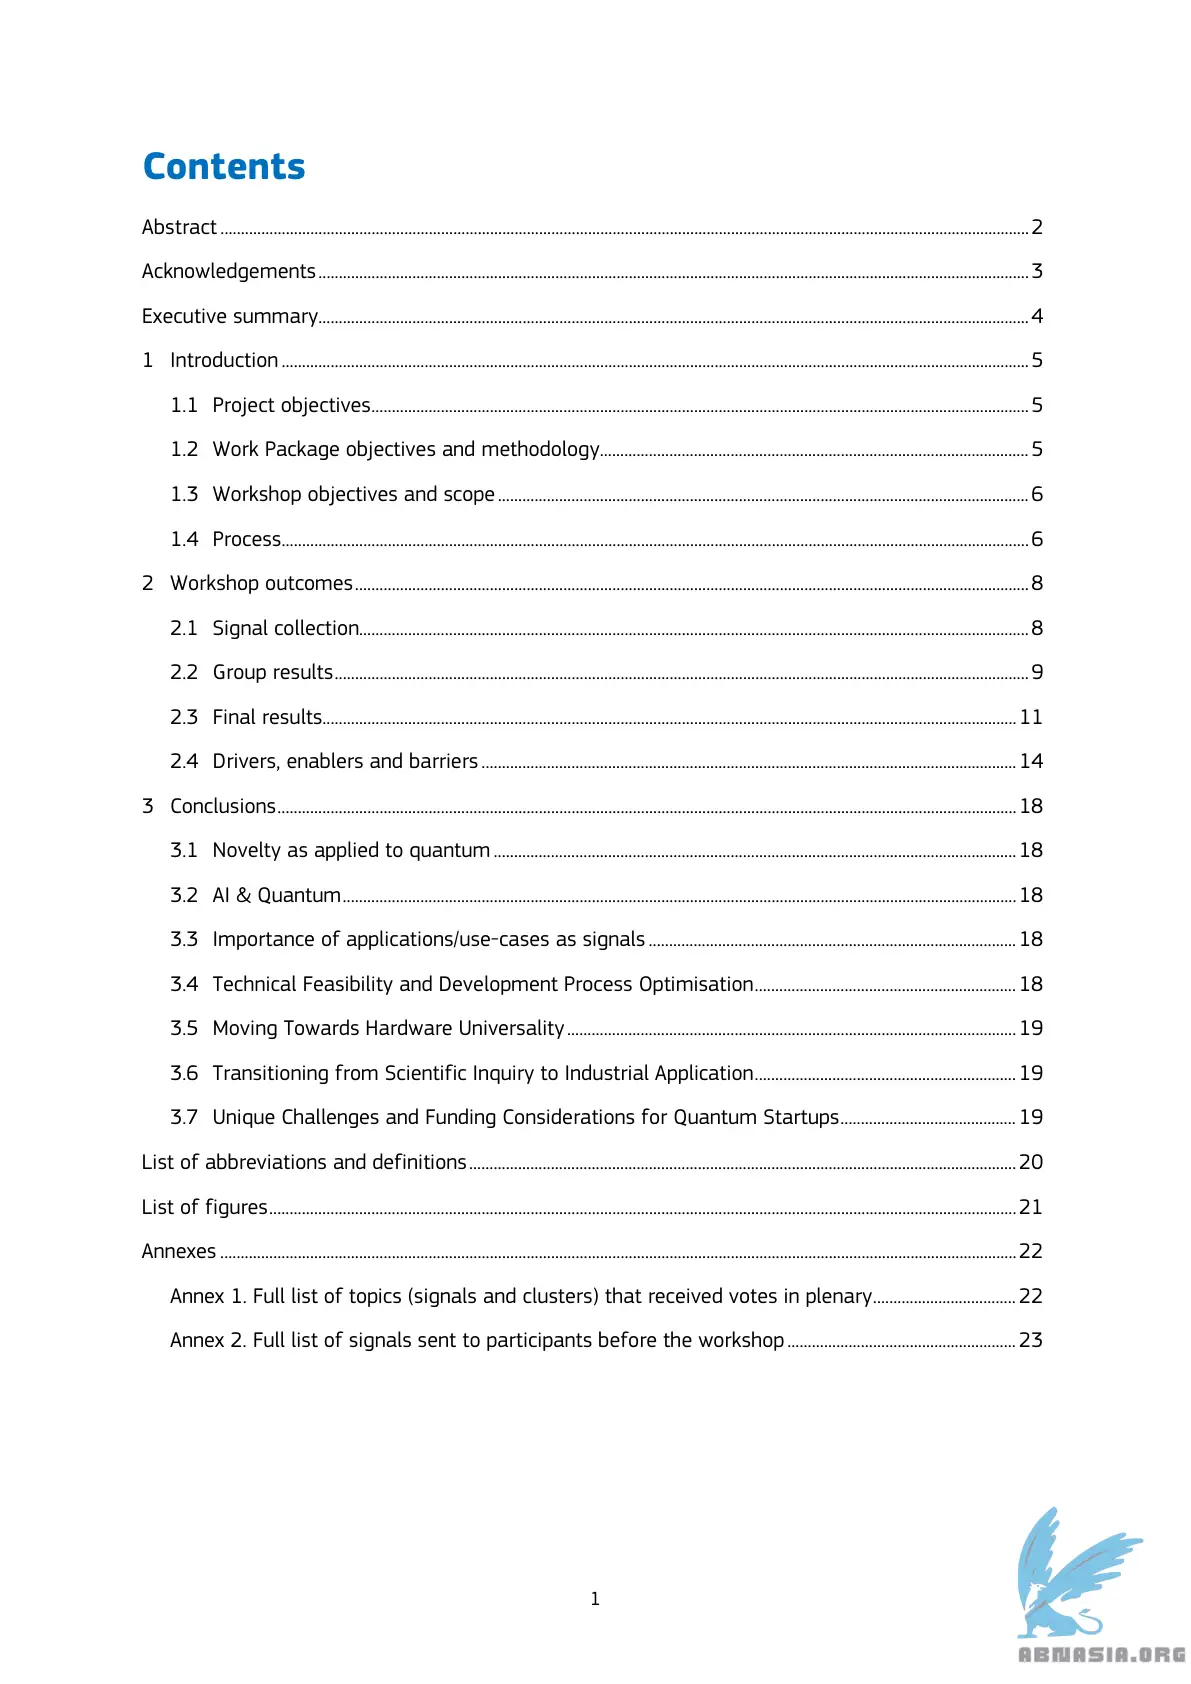 Contents
Abstract 2
Acknowledgements 3
Executive summary 4
1 Introduction 5
1.1 Project objectives 5
1.2 Work Package objectives and methodology 5
1.3 Workshop objectives and scope 6
1.4 Process 6
2 Workshop outcomes 8
2.1 Signal collection 8
2.2 Group results 9
2.3 Final results 11
2.4 Drivers, enablers and barriers 14
3 Conclusions 18
3.1 Novelty as applied to quantum 18
3.2 AI & Quantum 18
3.3 Importance of applications/use-cases as signals 18
3.4 Technical Feasibility and Development Process Optimisation 18
3.5 Moving Towards Hardware Universality 19
3.6 Transitioning from Scientific Inquiry to Industrial Application 19
3.7 Unique Challenges and Funding Considerations for Quantum Startups 19
List of abbreviations and definitions 20
List of figures 21
Annexes 22
Annex 1. Full list of topics (signals and clusters) that received votes in plenary 22
Annex 2. Full list of signals sent to participants before the workshop 23
1
ABNASIA.ORG